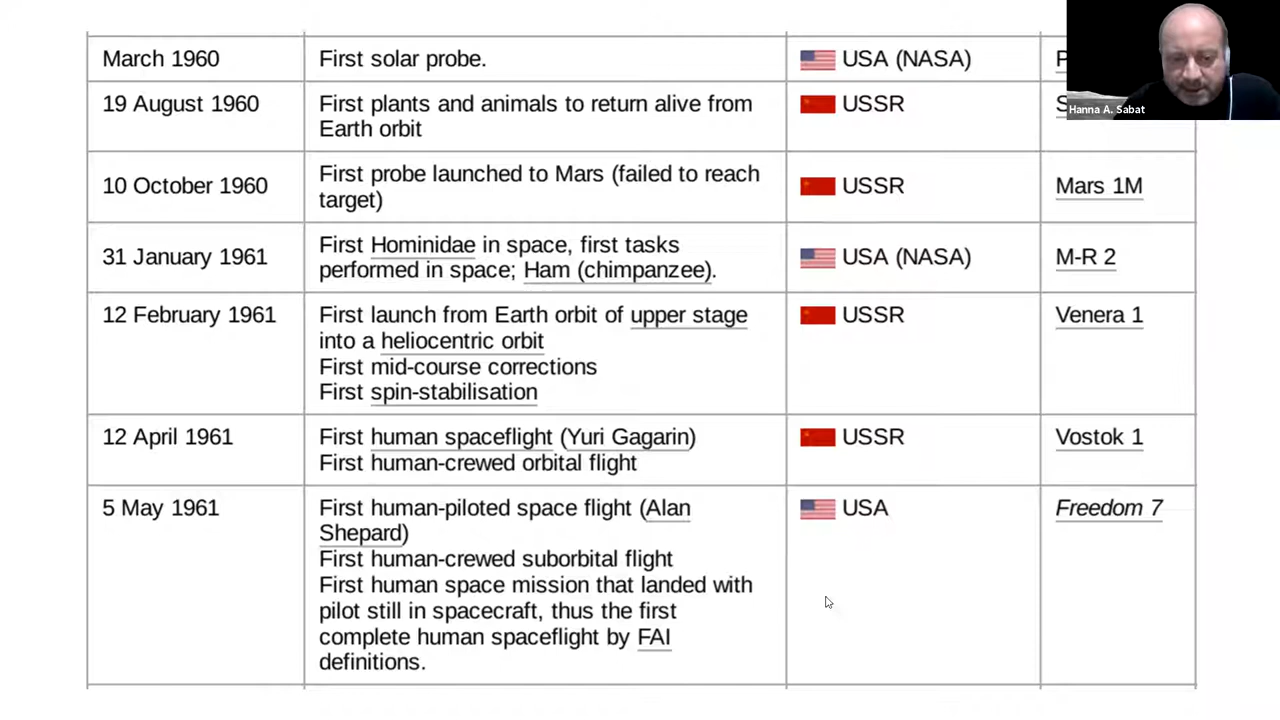 March 1960
First solar probe.
USA (NASA)
P
Hanna A. Sabat
19 August 1960
First plants and animals to return alive from
Earth orbit
USSR
S
10 October 1960
First probe launched to Mars (failed to reach
target)
USSR
Mars 1M
31 January 1961
First Hominidae in space, first tasks
performed in space; Ham (chimpanzee).
USA (NASA)
M-R 2
12 February 1961
First launch from Earth orbit of upper stage
into a heliocentric orbit
First mid-course corrections
First spin-stabilisation
USSR
Venera 1
12 April 1961
First human spaceflight (Yuri Gagarin)
First human-crewed orbital flight
USSR
Vostok 1
5 May 1961
First human-piloted space flight (Alan
Shepard)
First human-crewed suborbital flight
First human space mission that landed with
pilot still in spacecraft, thus the first
complete human spaceflight by FAI
definitions.
USA
Freedom 7